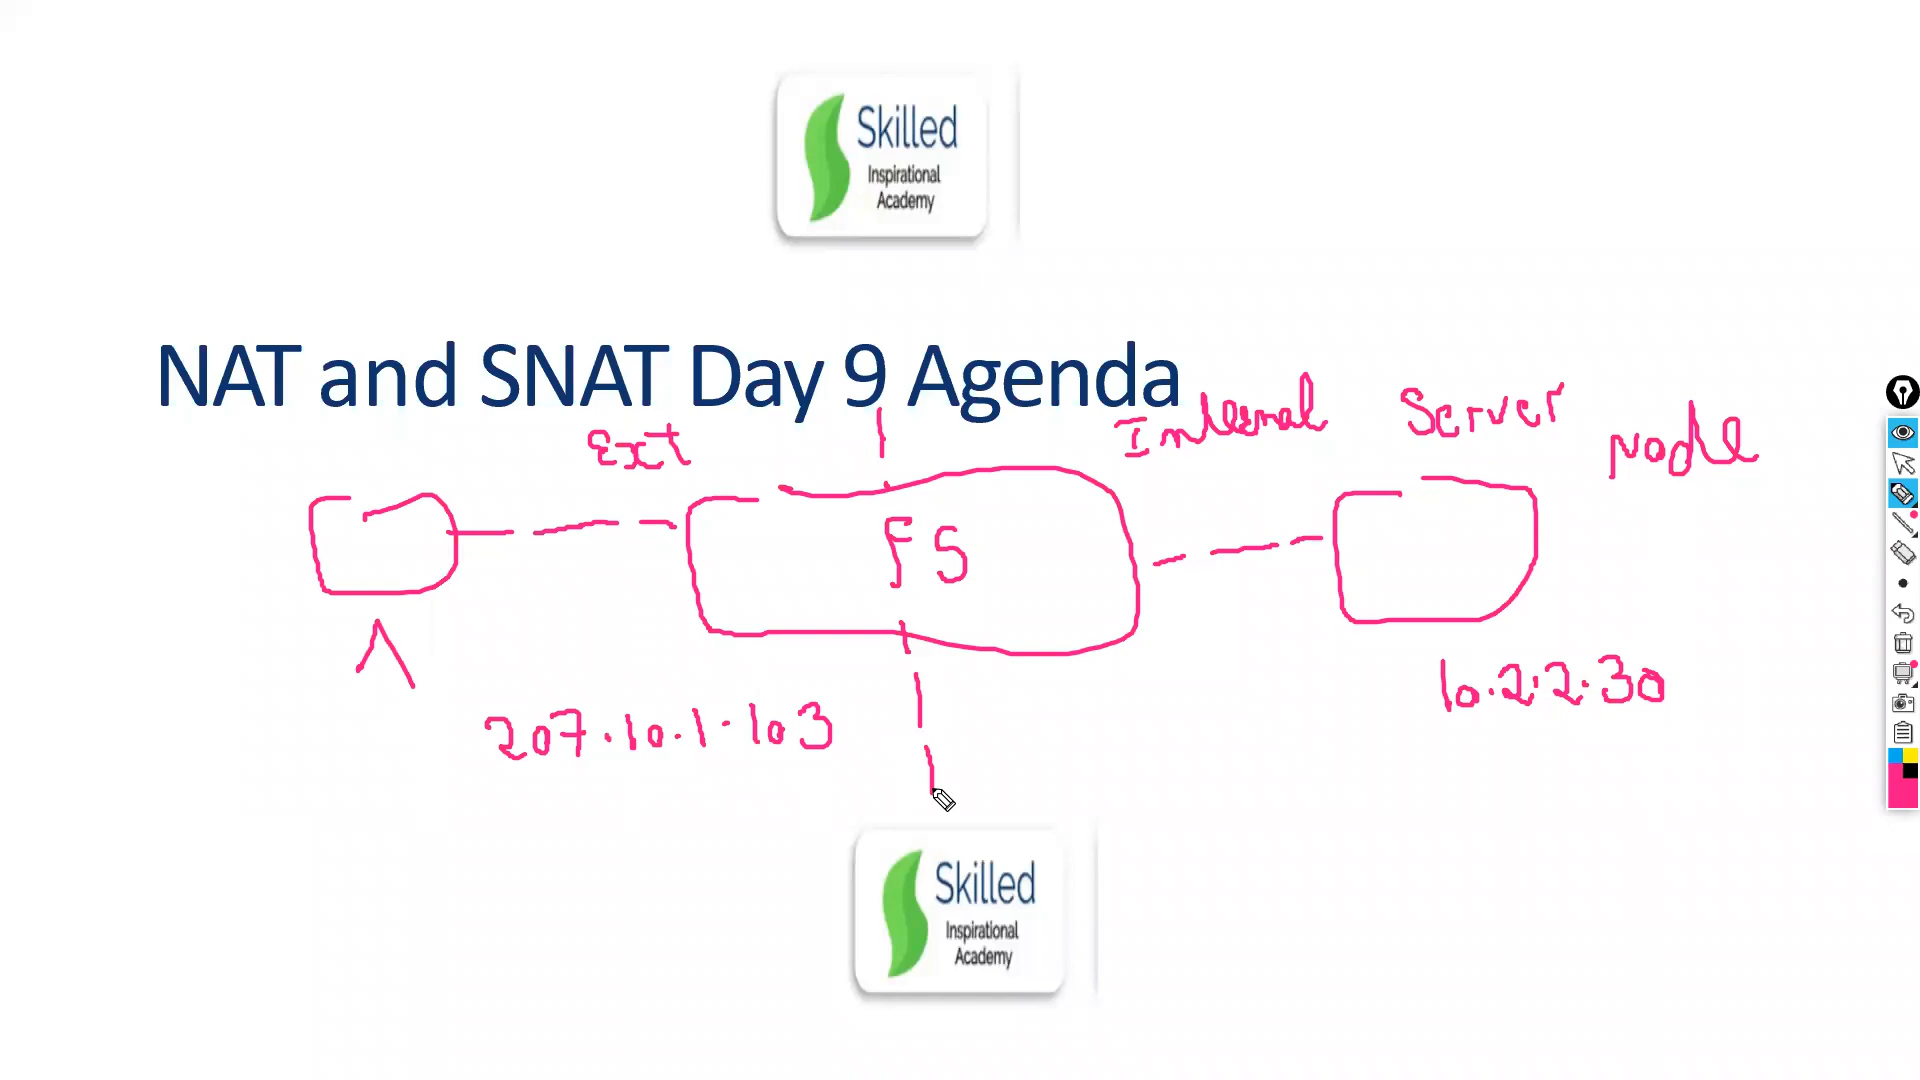 Skilled
Inspirational
Academy
NAT and SNAT Day 9 Agenda
Ext
Internal
Server
Node
F5
10.2.2.30
207.10.1.103
Skilled
Inspirational
Academy